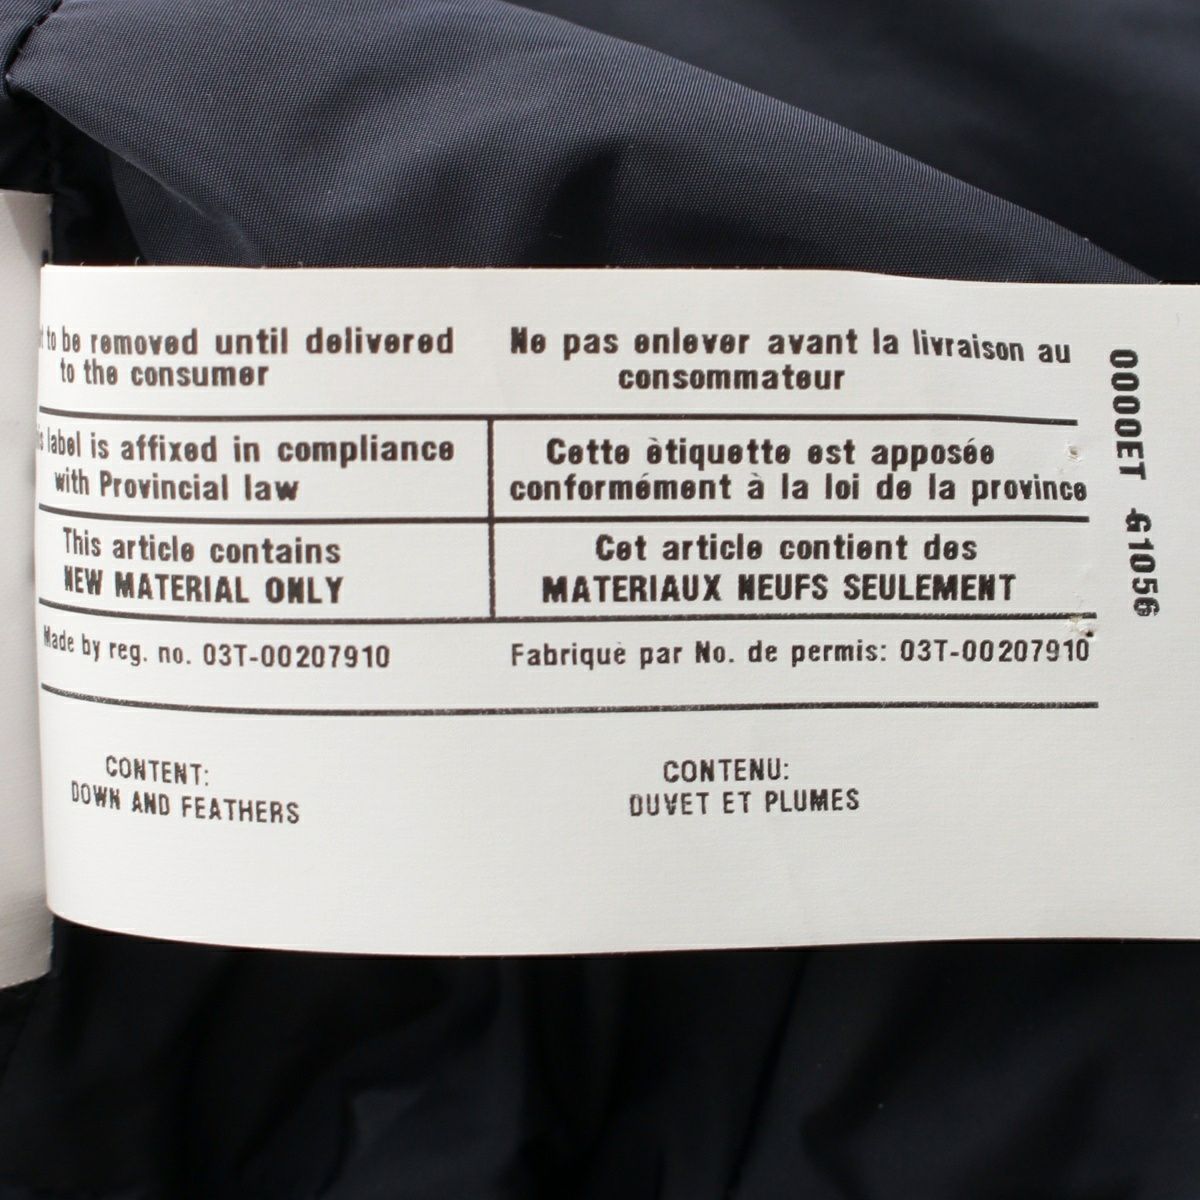 to be removed until delivered
to the consumer
Ne pas enlever avant la livraison au
consommateur
label is affixed in compliance
with Provincial law
Cette ètiquette est apposée
conformément à la loi de la province
This article contains
NEW MATERIAL ONLY
Cet article contient des
MATERIAUX NEUFS SEULEMENT
Made by reg. no. 03T-00207910
Fabriquè par No. de permis: 03T-00207910
CONTENT:
DOWN AND FEATHERS
CONTENU:
DUVET ET PLUMES
0000ET G1056